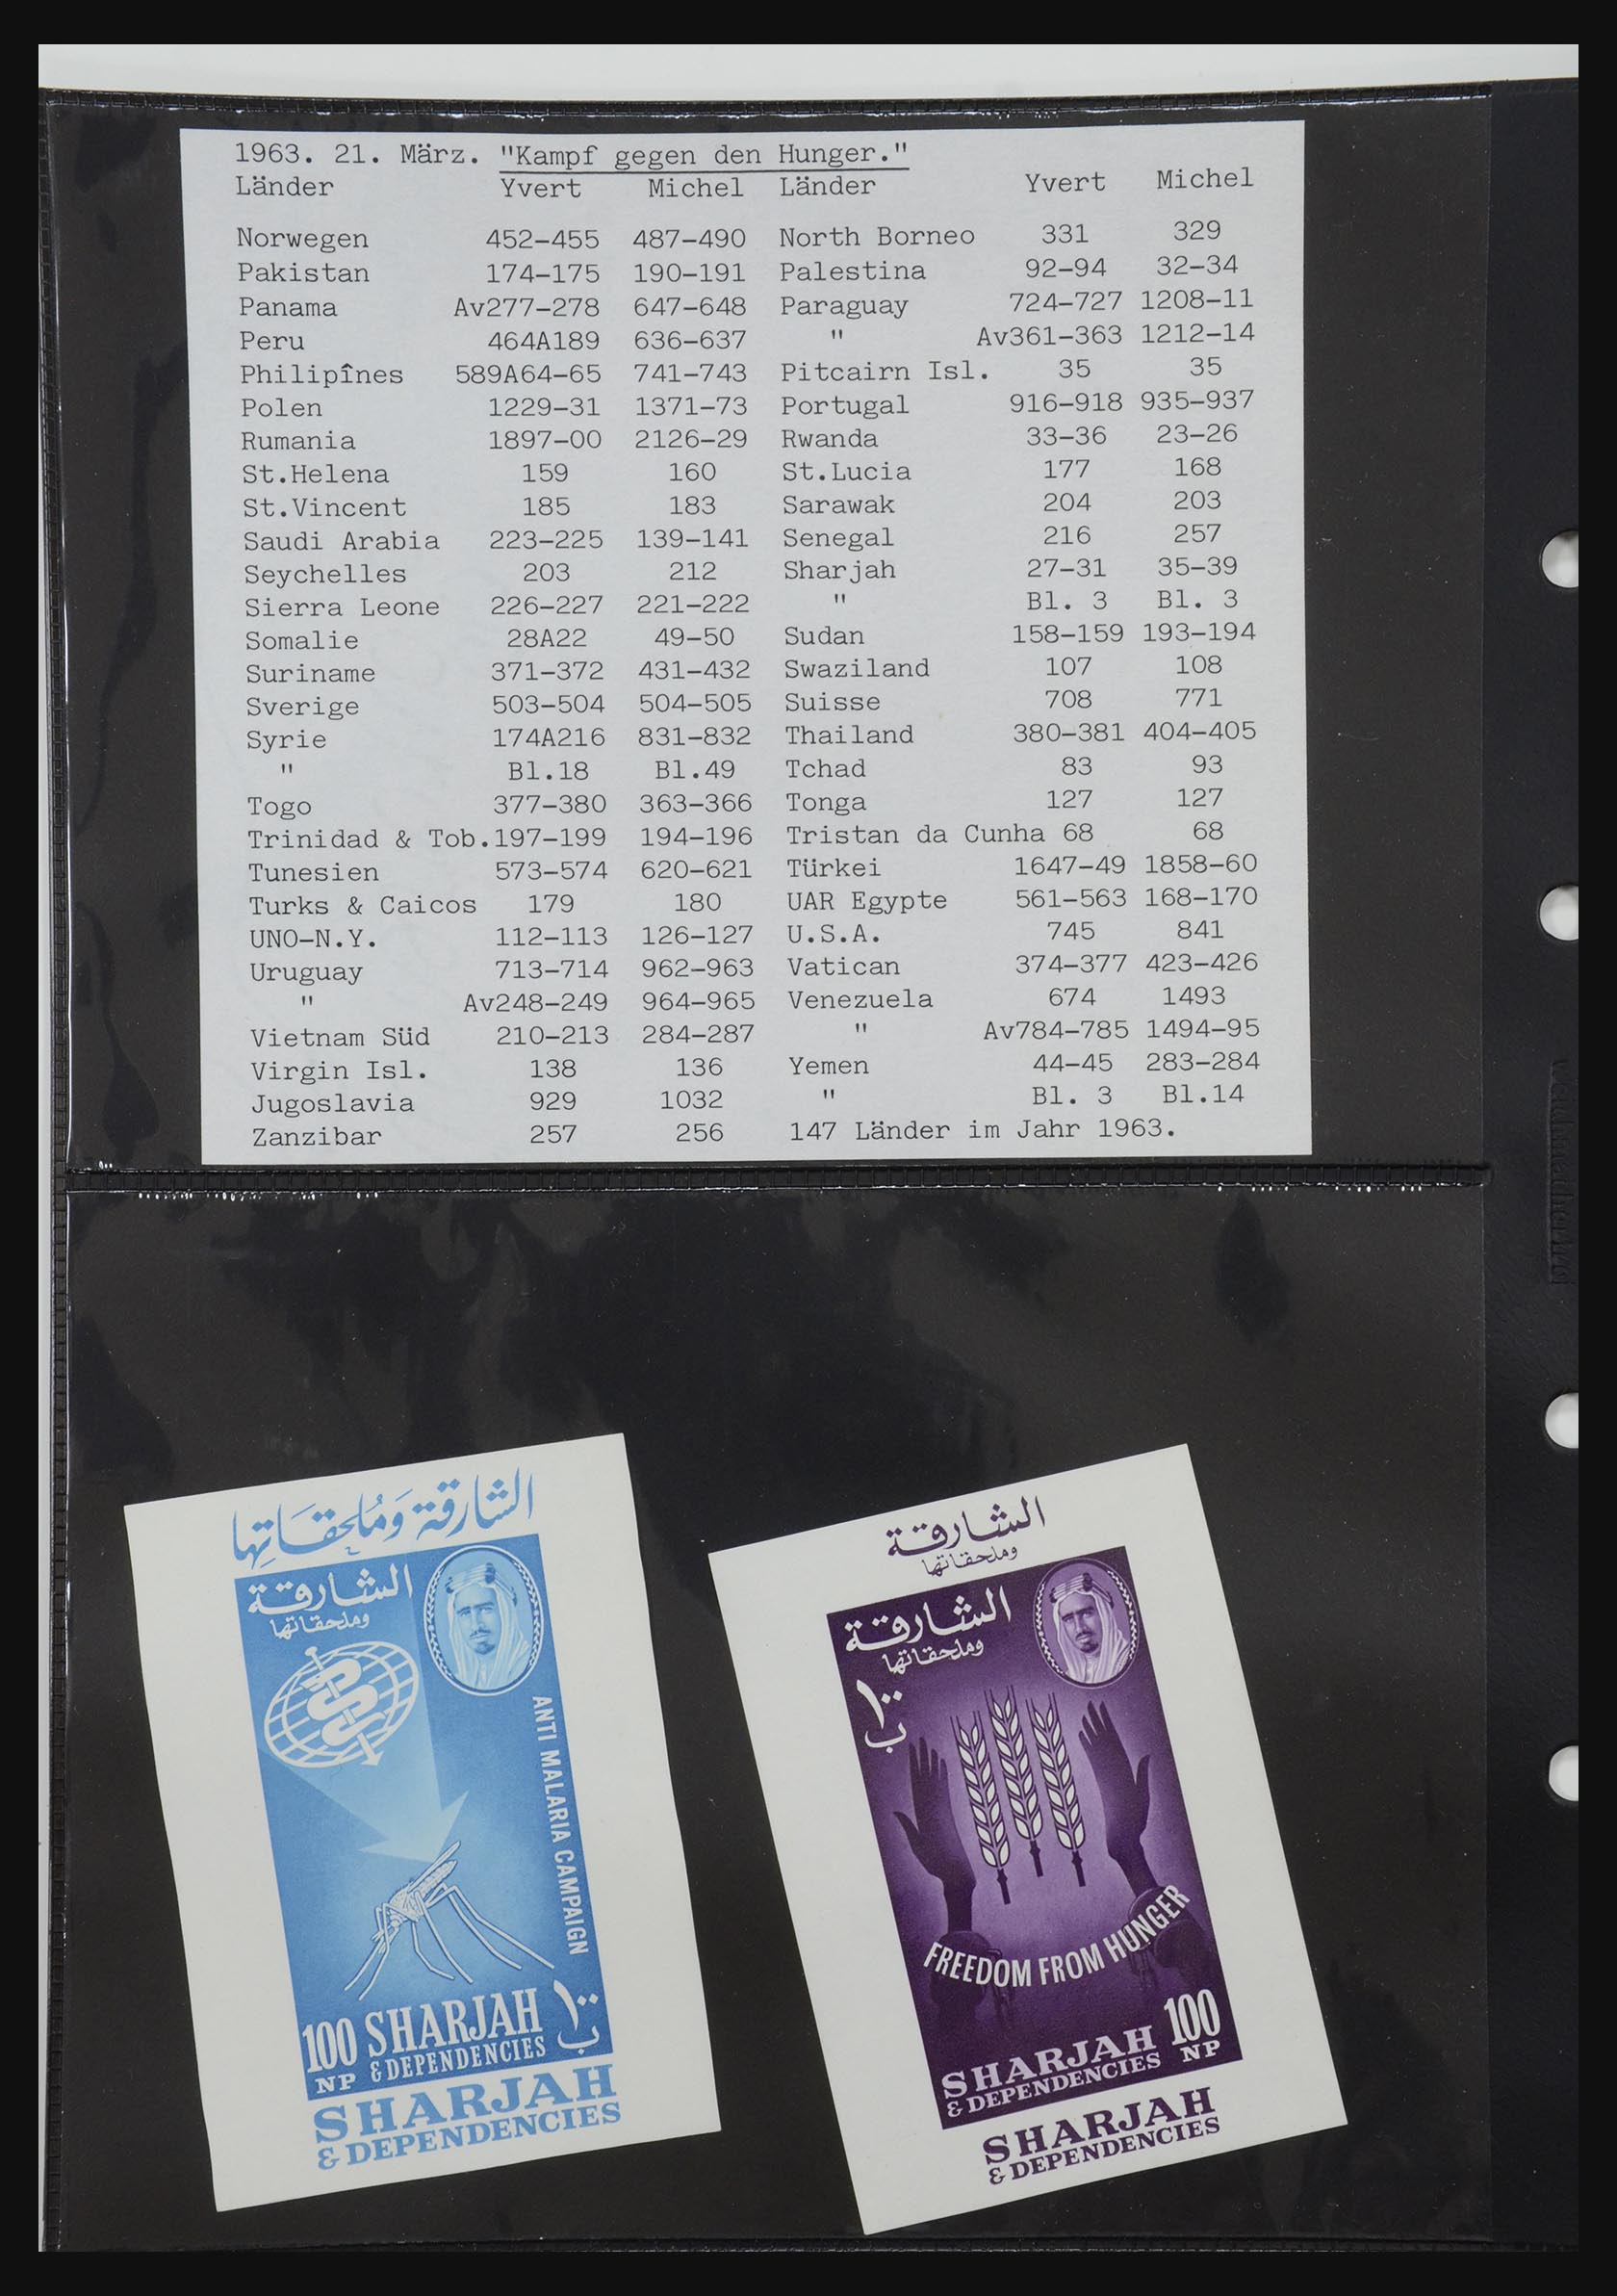 1963. 21. März. "Kampf gegen den Hunger."
Länder Yvert Michel Länder Yvert Michel
Norwegen 452-455 487-490 North Borneo 331 329
Pakistan 174-175 190-191 Palestina 92-94 32-34
Panama Av277-278 647-648 Paraguay 724-727 1208-11
Peru 464A189 636-637 " Av361-363 1212-14
Philipînes 589A64-65 741-743 Pitcairn Isl. 35 35
Polen 1229-31 1371-73 Portugal 916-918 935-937
Rumania 1897-00 2126-29 Rwanda 33-36 23-26
St.Helena 159 160 St.Lucia 177 168
St.Vincent 185 183 Sarawak 204 203
Saudi Arabia 223-225 139-141 Senegal 216 257
Seychelles 203 212 Sharjah 27-31 35-39
Sierra Leone 226-227 221-222 " Bl. 3 Bl. 3
Somalie 28A22 49-50 Sudan 158-159 193-194
Suriname 371-372 431-432 Swaziland 107 108
Sverige 503-504 504-505 Suisse 708 771
Syrie 174A216 831-832 Thailand 380-381 404-405
" Bl.18 Bl.49 Tchad 83 93
Togo 377-380 363-366 Tonga 127 127
Trinidad & Tob.197-199 194-196 Tristan da Cunha 68 68
Tunesien 573-574 620-621 Türkei 1647-49 1858-60
Turks & Caicos 179 180 UAR Egypte 561-563 168-170
UNO-N.Y. 112-113 126-127 U.S.A. 745 841
Uruguay 713-714 962-963 Vatican 374-377 423-426
" Av248-249 964-965 Venezuela 674 1493
Vietnam Süd 210-213 284-287 " Av784-785 1494-95
Virgin Isl. 138 136 Yemen 44-45 283-284
Jugoslavia 929 1032 " Bl. 3 Bl.14
Zanzibar 257 256 147 Länder im Jahr 1963.
الشارقة وَمُلحقَاتِها
الشارقة
وملحقاتها
ANTI MALARIA CAMPAIGN
100 SHARJAH ١٠٠
NP & DEPENDENCIES ب
SHARJAH
& DEPENDENCIES
الشارقة
وملحقاتها
الشارقة
وملحقاتها
١٠٠
ب
FREEDOM FROM HUNGER
SHARJAH 100
& DEPENDENCIES NP
SHARJAH
& DEPENDENCIES